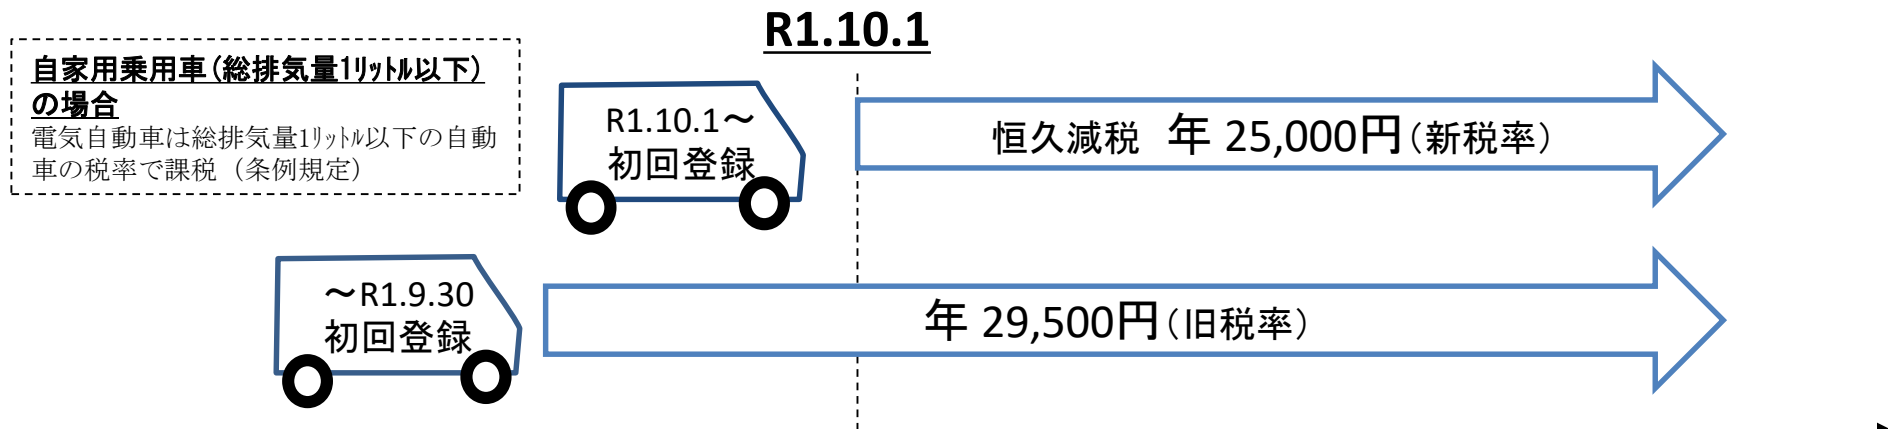 R1.10.1
自家用乗用車(総排気量1リットル以下)
の場合
電気自動車は総排気量1リットル以下の自動
車の税率で課税（条例規定）
R1.10.1～
初回登録
恒久減税 年 25,000円(新税率)
～R1.9.30
初回登録
年 29,500円(旧税率)